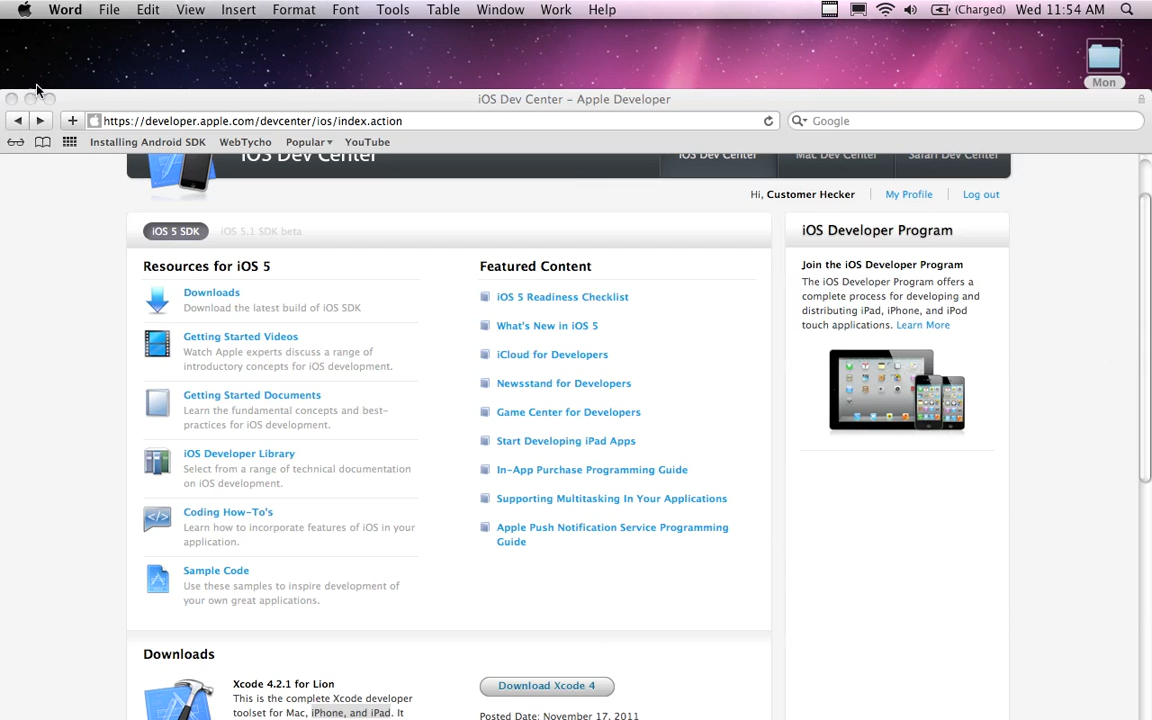 Word File Edit View Insert Format Font Tools Table Window Work Help (Charged) Wed 11:54 AM
Mon
iOS Dev Center – Apple Developer
https://developer.apple.com/devcenter/ios/index.action Google
Installing Android SDK WebTycho Popular▾ YouTube
iOS Dev Center iOS Dev Center Mac Dev Center Safari Dev Center
Hi, Customer Hecker My Profile Log out
iOS 5 SDK iOS 5.1 SDK beta
Resources for iOS 5
Downloads
Download the latest build of iOS SDK
Getting Started Videos
Watch Apple experts discuss a range of
introductory concepts for iOS development.
Getting Started Documents
Learn the fundamental concepts and best-
practices for iOS development.
iOS Developer Library
Select from a range of technical documentation
on iOS development.
Coding How-To's
Learn how to incorporate features of iOS in your
application.
Sample Code
Use these samples to inspire development of
your own great applications.
Featured Content
iOS 5 Readiness Checklist
What's New in iOS 5
iCloud for Developers
Newsstand for Developers
Game Center for Developers
Start Developing iPad Apps
In-App Purchase Programming Guide
Supporting Multitasking In Your Applications
Apple Push Notification Service Programming
Guide
iOS Developer Program
Join the iOS Developer Program
The iOS Developer Program offers a
complete process for developing and
distributing iPad, iPhone, and iPod
touch applications. Learn More
Downloads
Xcode 4.2.1 for Lion
This is the complete Xcode developer
toolset for Mac, iPhone, and iPad. It
Download Xcode 4
Posted Date: November 17, 2011